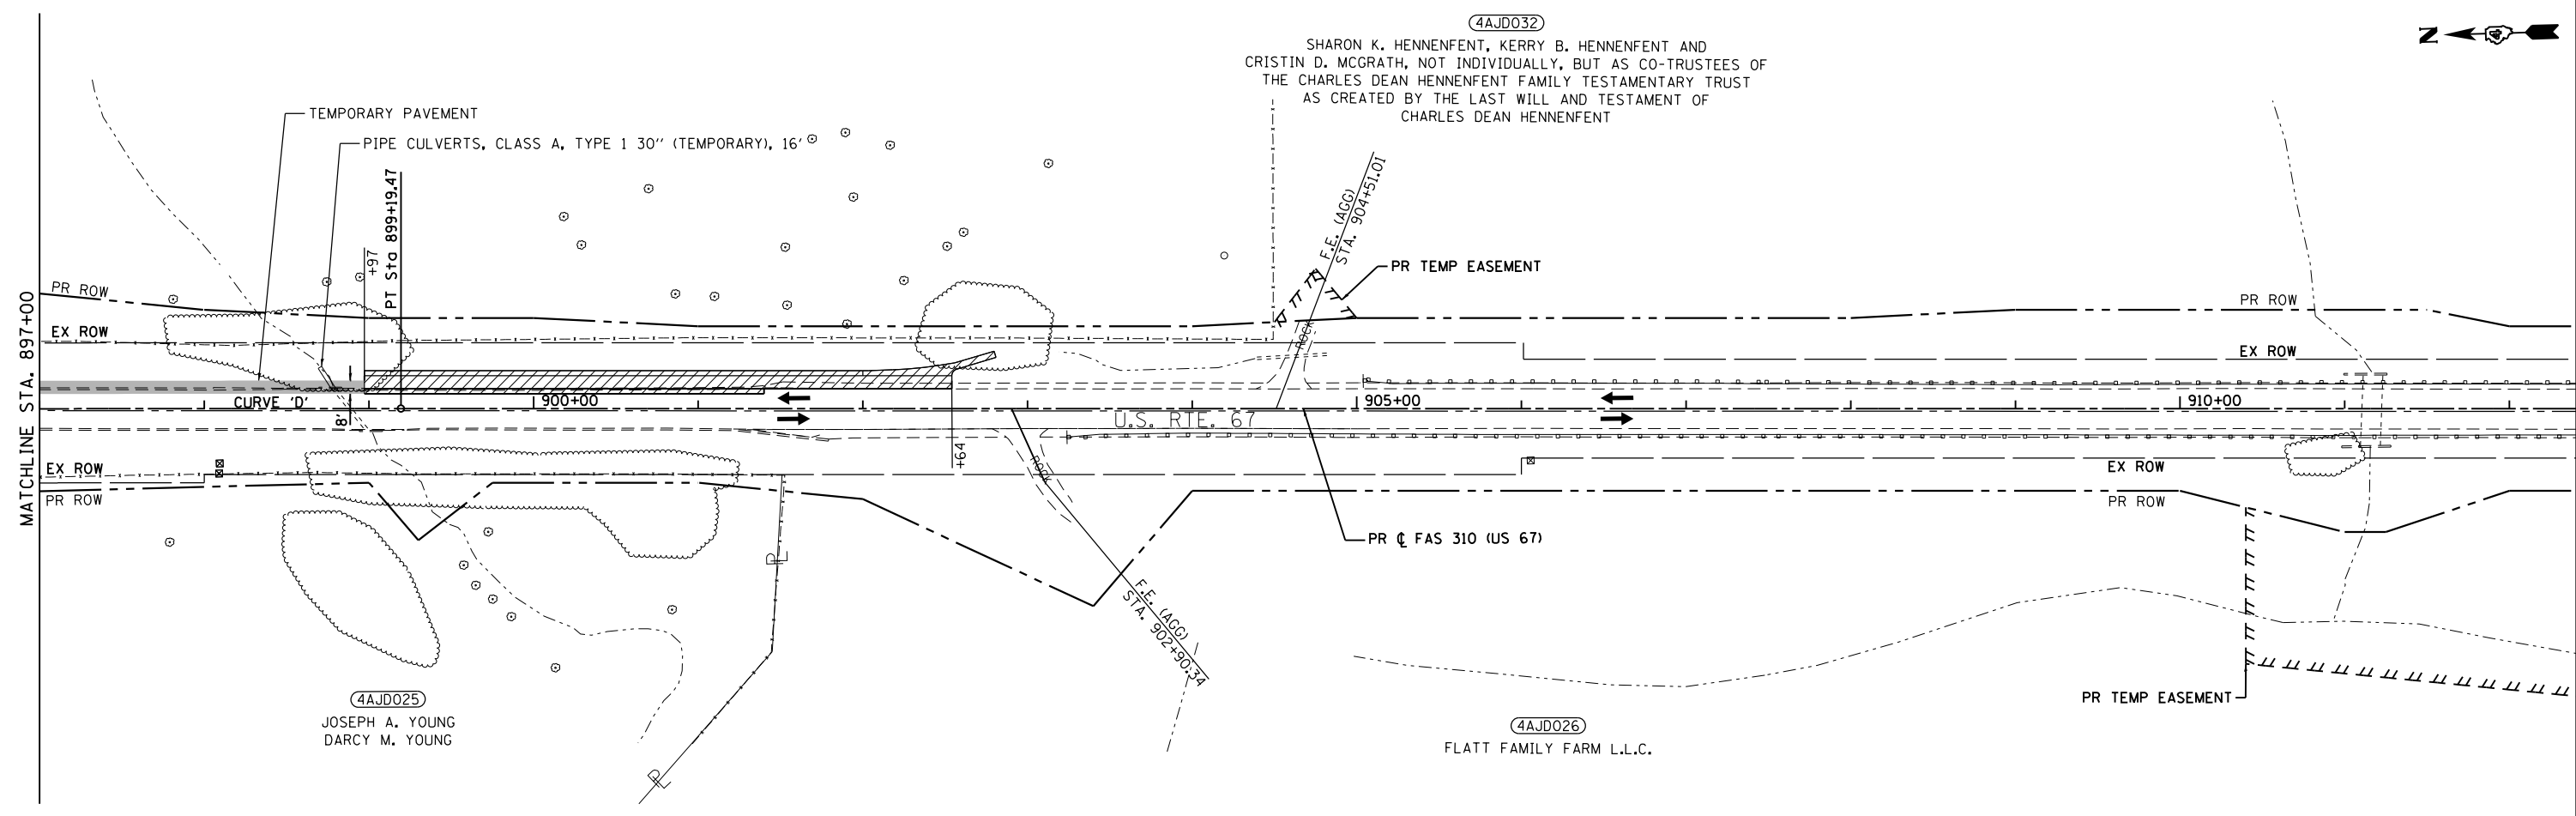 4AJD032
SHARON K. HENNENFENT, KERRY B. HENNENFENT AND
CRISTIN D. MCGRATH, NOT INDIVIDUALLY, BUT AS CO-TRUSTEES OF
THE CHARLES DEAN HENNENFENT FAMILY TESTAMENTARY TRUST
AS CREATED BY THE LAST WILL AND TESTAMENT OF
CHARLES DEAN HENNENFENT
N
TEMPORARY PAVEMENT
PIPE CULVERTS, CLASS A, TYPE 1 30" (TEMPORARY), 16'
+97
PT Sta 899+19.47
F.E. (AGG)
STA. 904+51.01
PR TEMP EASEMENT
MATCHLINE STA. 897+00
PR ROW
EX ROW
PR ROW
EX ROW
ROCK
CURVE 'D'
8'
900+00
905+00
910+00
U.S. RTE. 67
+64
ROCK
EX ROW
PR ROW
EX ROW
PR ROW
PR ℄ FAS 310 (US 67)
PL
F.E. (AGG)
STA. 902+90.34
PL
4AJD025
JOSEPH A. YOUNG
DARCY M. YOUNG
4AJD026
FLATT FAMILY FARM L.L.C.
PR TEMP EASEMENT